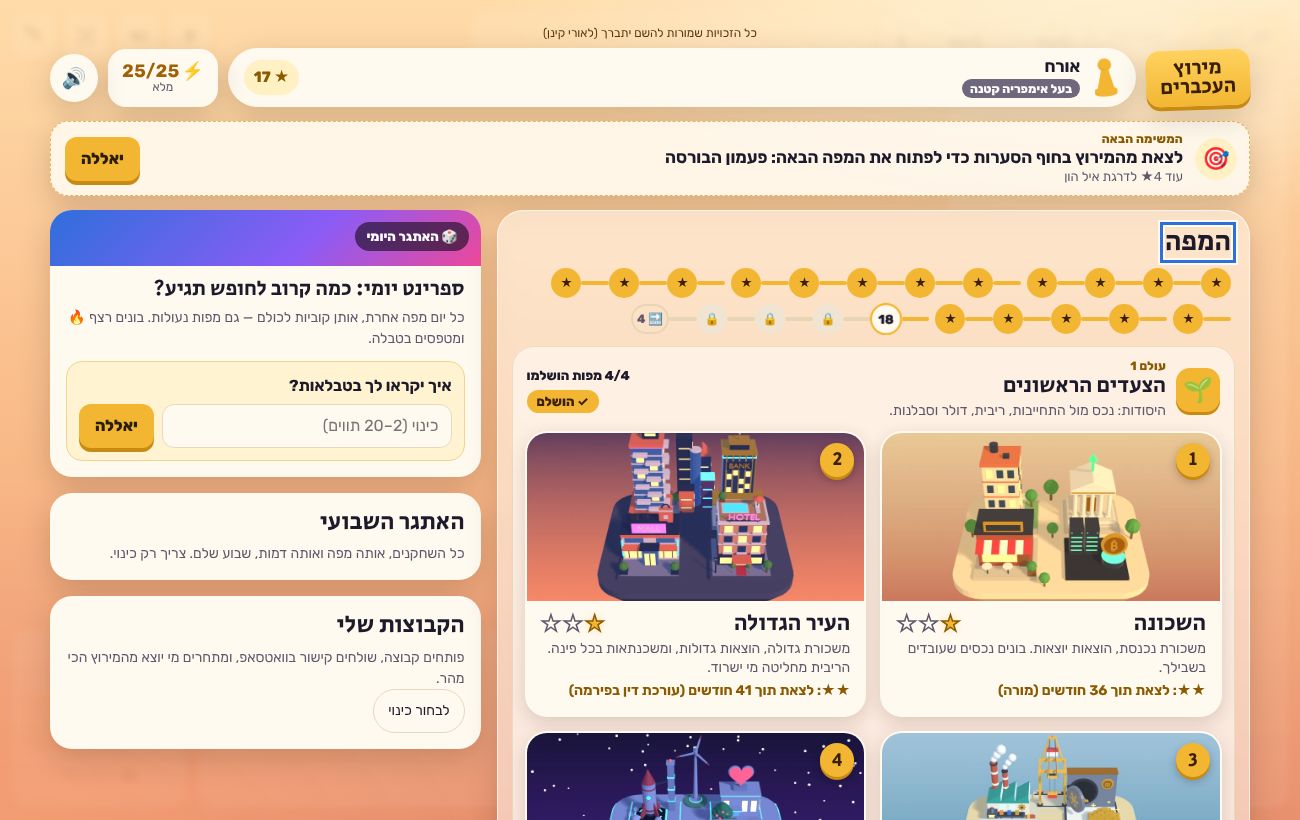 כל הזכויות שמורות להשם יתברך (לאורי קינן)
מירוץ
העכברים
אורח
בעל אימפריה קטנה
★ 17
⚡ 25/25
מלא
🔊
המשימה הבאה
לצאת מהמירוץ בחוף הסערות כדי לפתוח את המפה הבאה: פעמון הבורסה
עוד 4★ לדרגת איל הון
יאללה
המפה
18
4
עולם 1
הצעדים הראשונים
היסודות: נכס מול התחייבות, ריבית, דולר וסבלנות.
4/4 מפות הושלמו
✓ הושלם
1
השכונה
משכורת נכנסת, הוצאות יוצאות. בונים נכסים שעובדים
בשבילך.
★★: לצאת תוך 36 חודשים (מורה)
2
BANK
HOTEL
העיר הגדולה
משכורת גדולה, הוצאות גדולות, ומשכנתאות בכל פינה.
הריבית מחליטה מי ישרוד.
★★: לצאת תוך 41 חודשים (עורכת דין בפירמה)
3
4
🎲 האתגר היומי
ספרינט יומי: כמה קרוב לחופש תגיע?
כל יום מפה אחרת, אותן קוביות לכולם — גם מפות נעולות. בונים רצף 🔥
ומטפסים בטבלה.
איך יקראו לך בטבלאות?
כינוי (2–20 תווים)
יאללה
האתגר השבועי
כל השחקנים, אותה מפה ואותה דמות, שבוע שלם. צריך רק כינוי.
הקבוצות שלי
פותחים קבוצה, שולחים קישור בוואטסאפ, ומתחרים מי יוצא מהמירוץ הכי
מהר.
לבחור כינוי